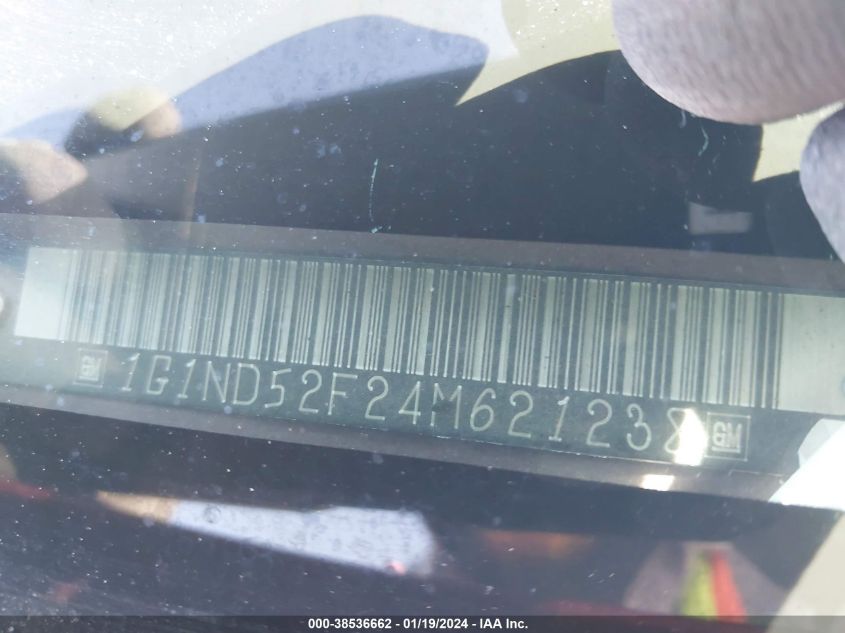 GM 1G1ND52F24M621238 GM
000-38536662 - 01/19/2024 - IAA Inc.